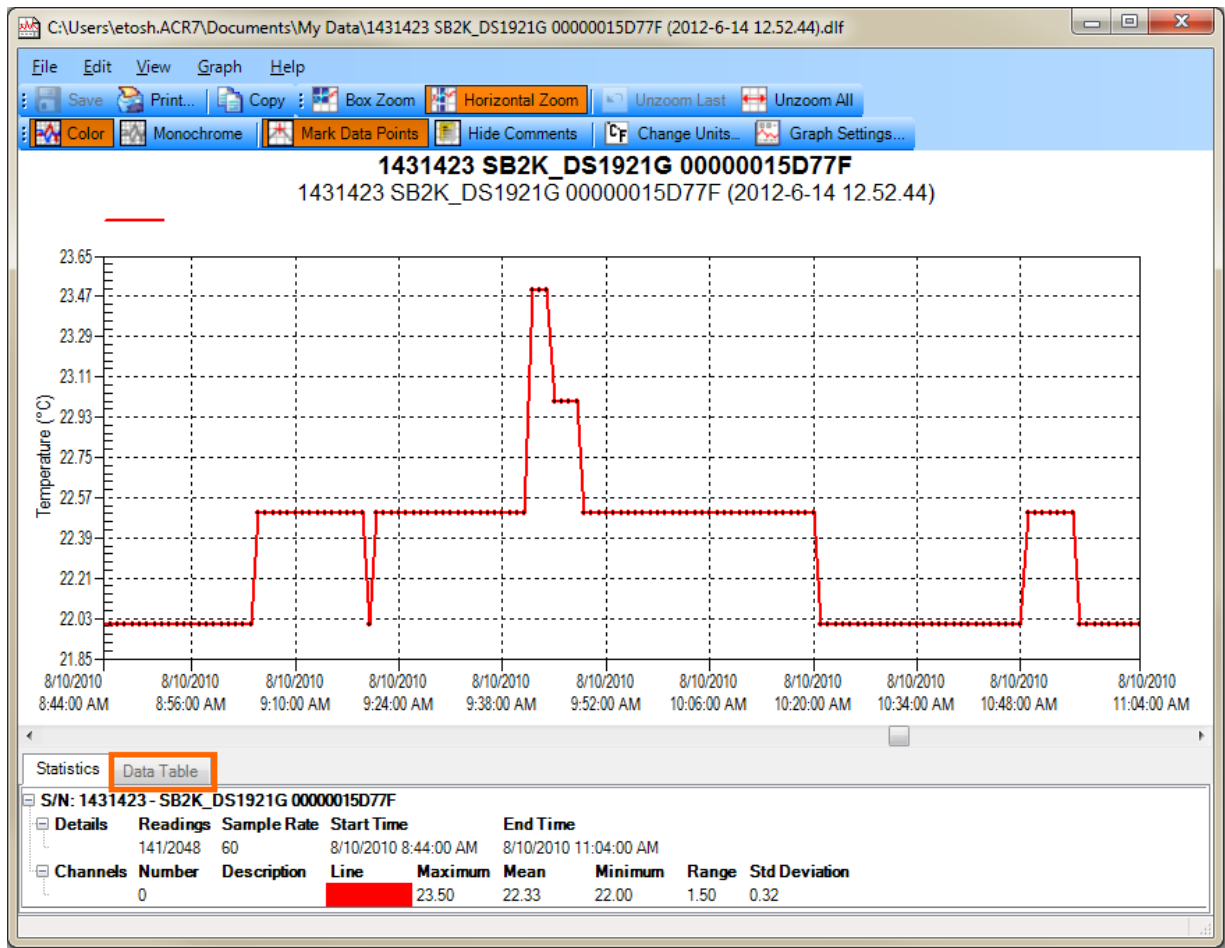 C:\Users\etosh.ACR7\Documents\My Data\1431423 SB2K_DS1921G 00000015D77F (2012-6-14 12.52.44).dlf
File Edit View Graph Help
Save Print... Copy Box Zoom Horizontal Zoom Unzoom Last Unzoom All
Color Monochrome Mark Data Points Hide Comments CF Change Units... Graph Settings...
1431423 SB2K_DS1921G 00000015D77F
1431423 SB2K_DS1921G 00000015D77F (2012-6-14 12.52.44)
Temperature (°C)
23.65
23.47
23.29
23.11
22.93
22.75
22.57
22.39
22.21
22.03
21.85
8/10/2010 8/10/2010 8/10/2010 8/10/2010 8/10/2010 8/10/2010 8/10/2010 8/10/2010 8/10/2010 8/10/2010 8/10/2010
8:44:00 AM 8:56:00 AM 9:10:00 AM 9:24:00 AM 9:38:00 AM 9:52:00 AM 10:06:00 AM 10:20:00 AM 10:34:00 AM 10:48:00 AM 11:04:00 AM
Statistics Data Table
S/N: 1431423 - SB2K_DS1921G 00000015D77F
Details Readings Sample Rate Start Time End Time
141/2048 60 8/10/2010 8:44:00 AM 8/10/2010 11:04:00 AM
Channels Number Description Line Maximum Mean Minimum Range Std Deviation
0 23.50 22.33 22.00 1.50 0.32